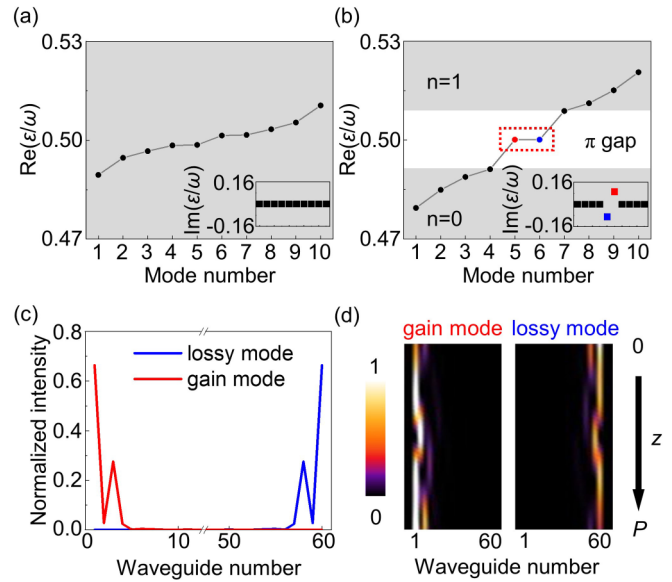 (a)
0.53
0.50
0.47
Re(ε/ω)
Im(ε/ω)
0.16
-0.16
1 2 3 4 5 6 7 8 9 10
Mode number
(b)
0.53
0.50
0.47
Re(ε/ω)
n=1
π gap
n=0
Im(ε/ω)
0.16
-0.16
1 2 3 4 5 6 7 8 9 10
Mode number
(c)
0.8
0.6
0.4
0.2
0.0
Normalized intensity
lossy mode
gain mode
0 10 50 60
Waveguide number
(d)
gain mode lossy mode
1
0
0
z
P
1 60 1 60
Waveguide number